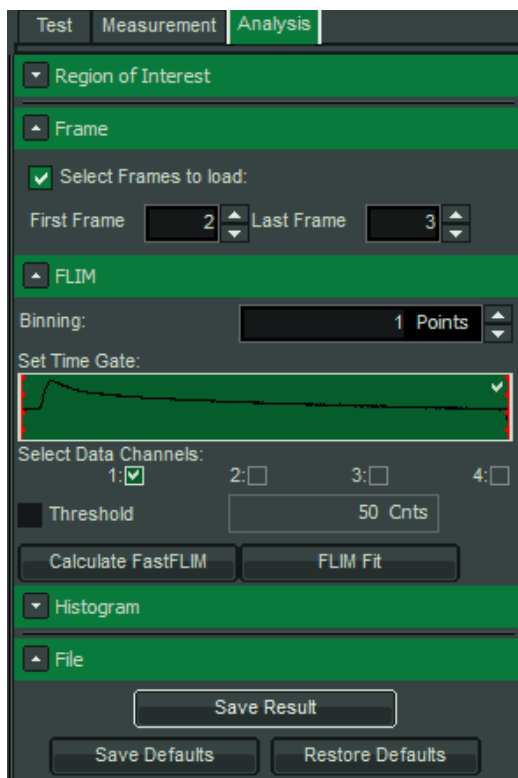 Test Measurement Analysis
Region of Interest
Frame
Select Frames to load:
First Frame 2 Last Frame 3
FLIM
Binning: 1 Points
Set Time Gate:
Select Data Channels:
1: 2: 3: 4:
Threshold 50 Cnts
Calculate FastFLIM FLIM Fit
Histogram
File
Save Result
Save Defaults Restore Defaults